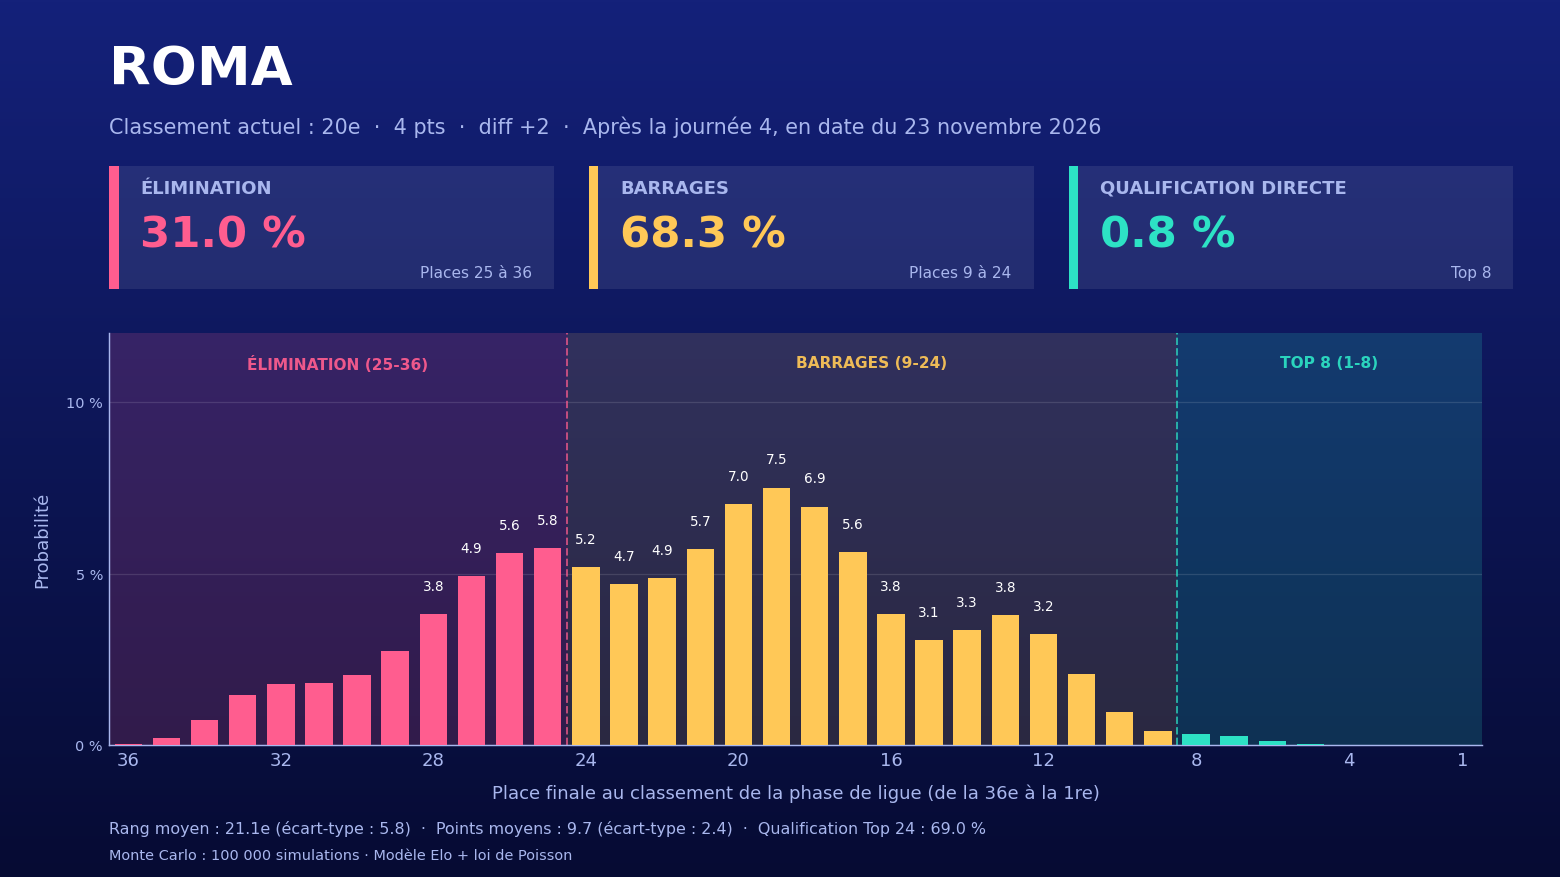 ROMA
Classement actuel : 20e · 4 pts · diff +2 · Après la journée 4, en date du 23 novembre 2026
ÉLIMINATION
31.0 %
Places 25 à 36
BARRAGES
68.3 %
Places 9 à 24
QUALIFICATION DIRECTE
0.8 %
Top 8
ÉLIMINATION (25-36)
BARRAGES (9-24)
TOP 8 (1-8)
10 %
5 %
0 %
Probabilité
3.8
4.9
5.6
5.8
5.2
4.7
4.9
5.7
7.0
7.5
6.9
5.6
3.8
3.1
3.3
3.8
3.2
36 32 28 24 20 16 12 8 4 1
Place finale au classement de la phase de ligue (de la 36e à la 1re)
Rang moyen : 21.1e (écart-type : 5.8) · Points moyens : 9.7 (écart-type : 2.4) · Qualification Top 24 : 69.0 %
Monte Carlo : 100 000 simulations · Modèle Elo + loi de Poisson